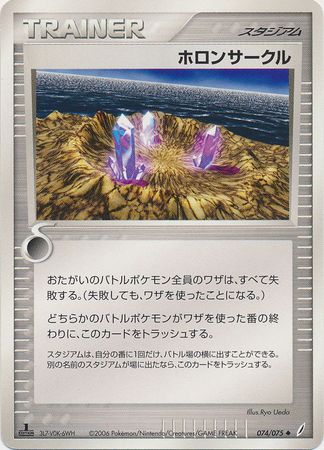 TRAINER
スタジアム
ホロンサークル
おたがいのバトルポケモン全員のワザは、すべて失
敗する。（失敗しても、ワザを使ったことになる。）
どちらかのバトルポケモンがワザを使った番の終
わりに、このカードをトラッシュする。
スタジアムは、自分の番に1回だけ、バトル場の横に出すことができる。
別の名前のスタジアムが場に出たなら、このカードをトラッシュする。
Illus.Ryo Ueda
1 EDITION 3L7-V0K-6WH ©2006 Pokémon/Nintendo/Creatures/GAME FREAK. 074/075 ◆